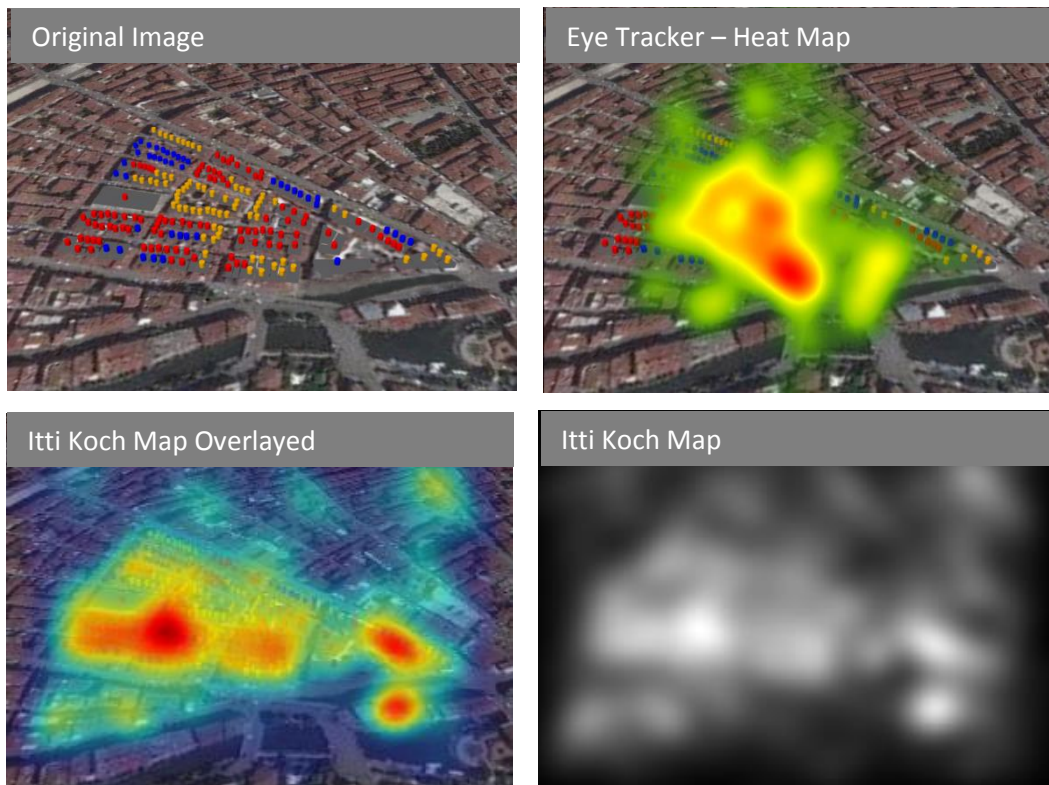 Original Image
Eye Tracker – Heat Map
Itti Koch Map Overlayed
Itti Koch Map